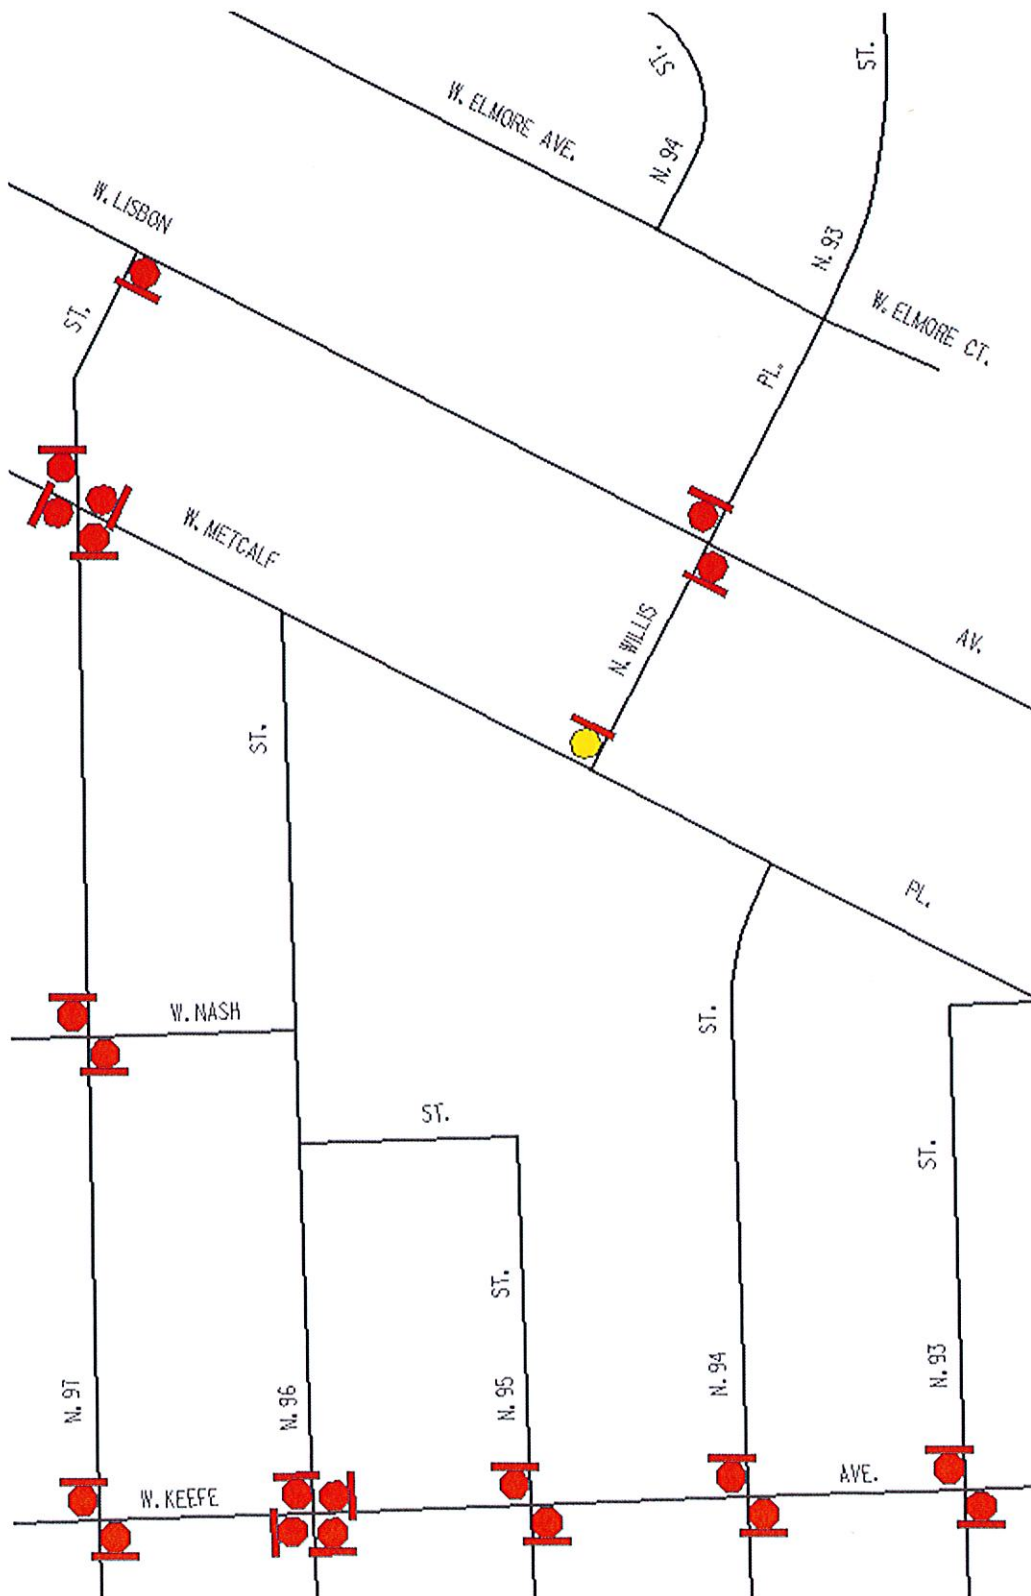 ST.
ST.
W. ELMORE AVE.
N. 94
W. LISBON
N. 93
W. ELMORE CT.
ST.
PL.
W. METCALF
N. WILLIS
AV.
ST.
PL.
W. NASH
ST.
ST.
ST.
ST.
N. 97
N. 96
N. 95
N. 94
N. 93
W. KEEFE
AVE.